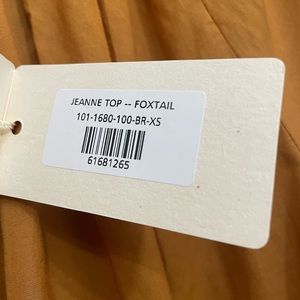 JEANNE TOP -- FOXTAIL
101-1680-100-BR-XS
61681265